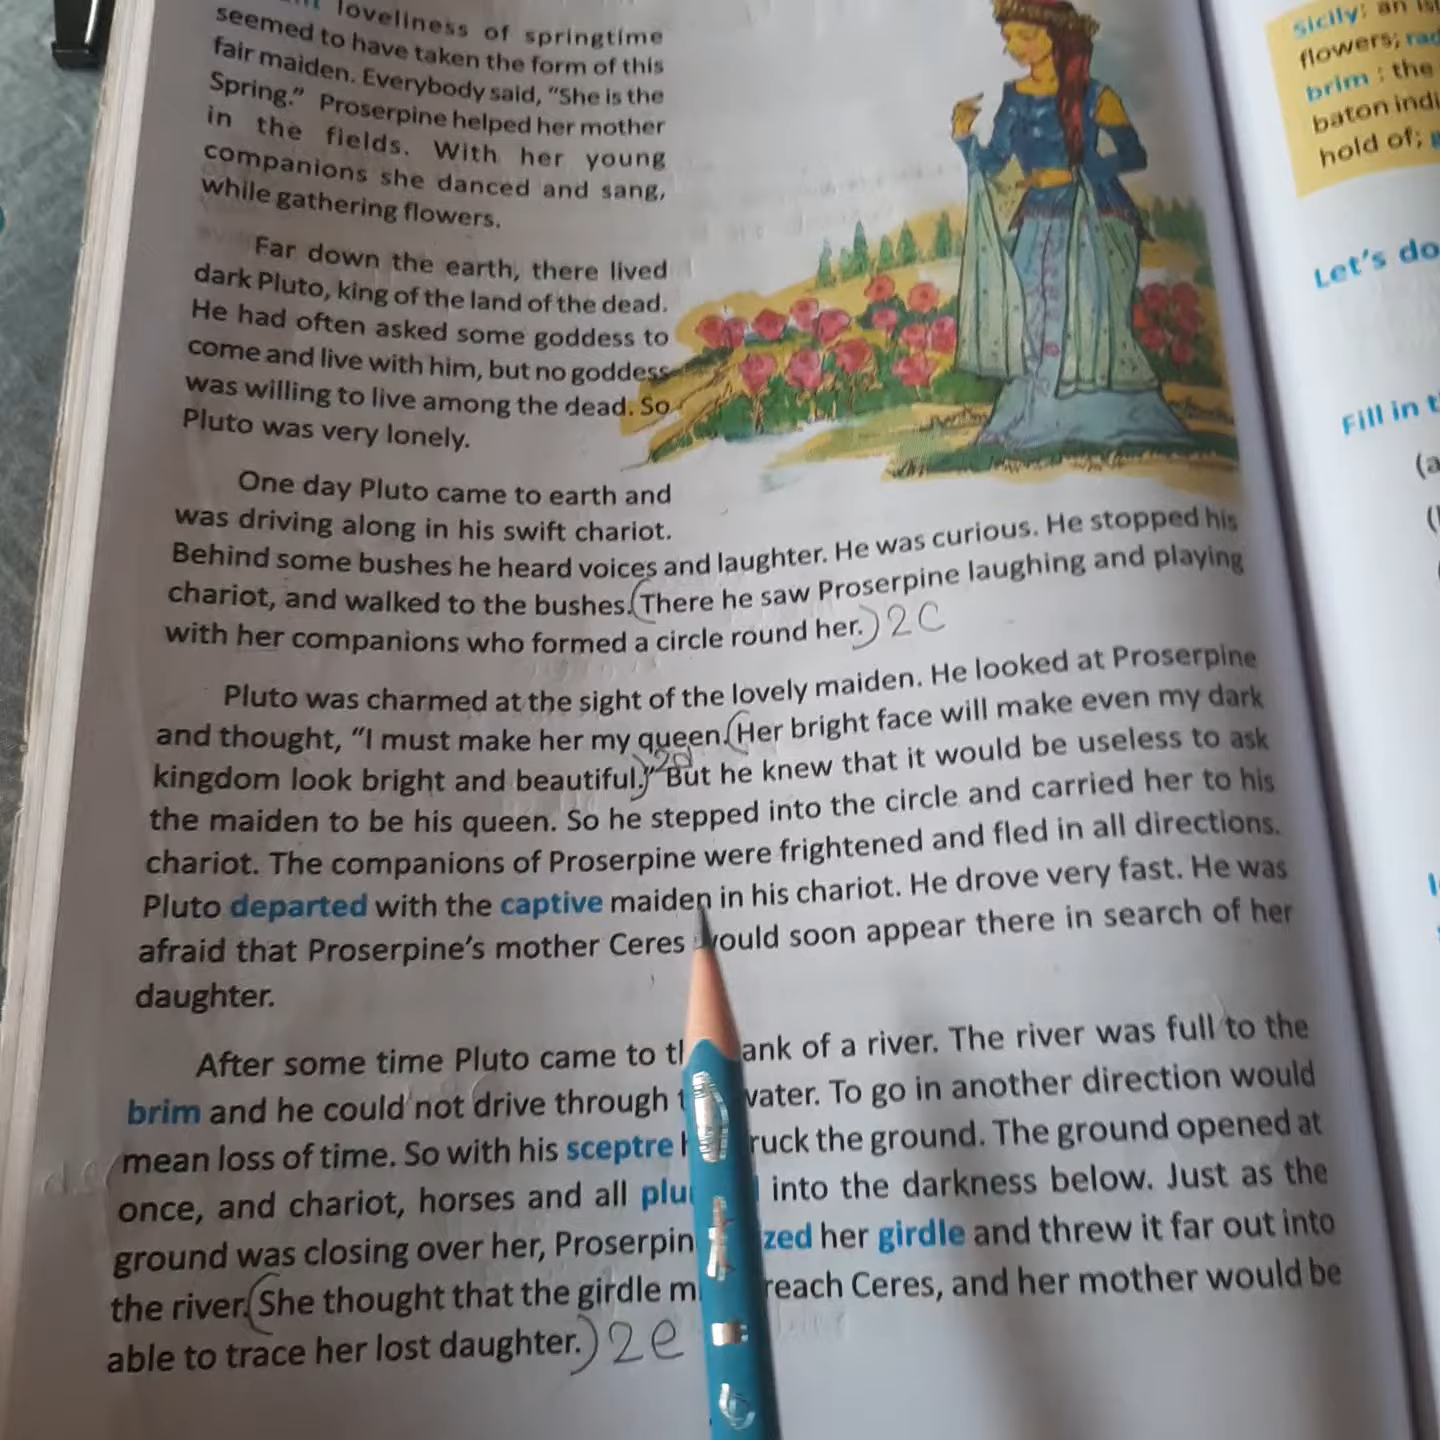 loveliness of springtime
seemed to have taken the form of this
fair maiden. Everybody said, "She is the
Spring." Proserpine helped her mother
in the fields. With her young
companions she danced and sang,
while gathering flowers.
Far down the earth, there lived
dark Pluto, king of the land of the dead.
He had often asked some goddess to
come and live with him, but no goddess
was willing to live among the dead. So
Pluto was very lonely.
One day Pluto came to earth and
was driving along in his swift chariot.
Behind some bushes he heard voices and laughter. He was curious. He stopped his
chariot, and walked to the bushes. (There he saw Proserpine laughing and playing
with her companions who formed a circle round her.) 2C
Pluto was charmed at the sight of the lovely maiden. He looked at Proserpine
and thought, "I must make her my queen. (Her bright face will make even my dark
kingdom look bright and beautiful.)" 2d But he knew that it would be useless to ask
the maiden to be his queen. So he stepped into the circle and carried her to his
chariot. The companions of Proserpine were frightened and fled in all directions.
Pluto departed with the captive maiden in his chariot. He drove very fast. He was
afraid that Proserpine's mother Ceres would soon appear there in search of her
daughter.
After some time Pluto came to of a river. The river was full to the
brim and he could not drive through water. To go in another direction would
mean loss of time. So with his sceptre the ground. The ground opened at
once, and chariot, horses and all into the darkness below. Just as the
ground was closing over her, her girdle and threw it far out into
the river. (She thought that the girdle reach Ceres, and her mother would be
able to trace her lost daughter.) 2e
Sicily: an
flowers;
brim : the
baton
hold of;
Let's do
Fill in